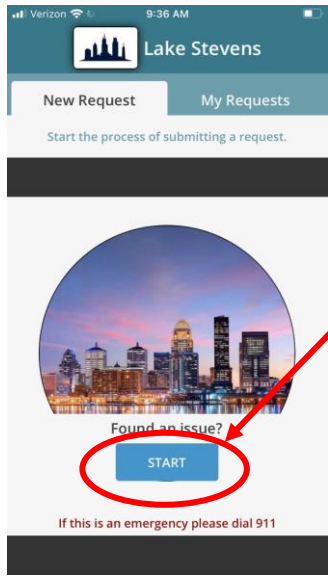 Verizon 9:36 AM
Lake Stevens
New Request My Requests
Start the process of submitting a request.
Found an issue?
START
If this is an emergency please dial 911